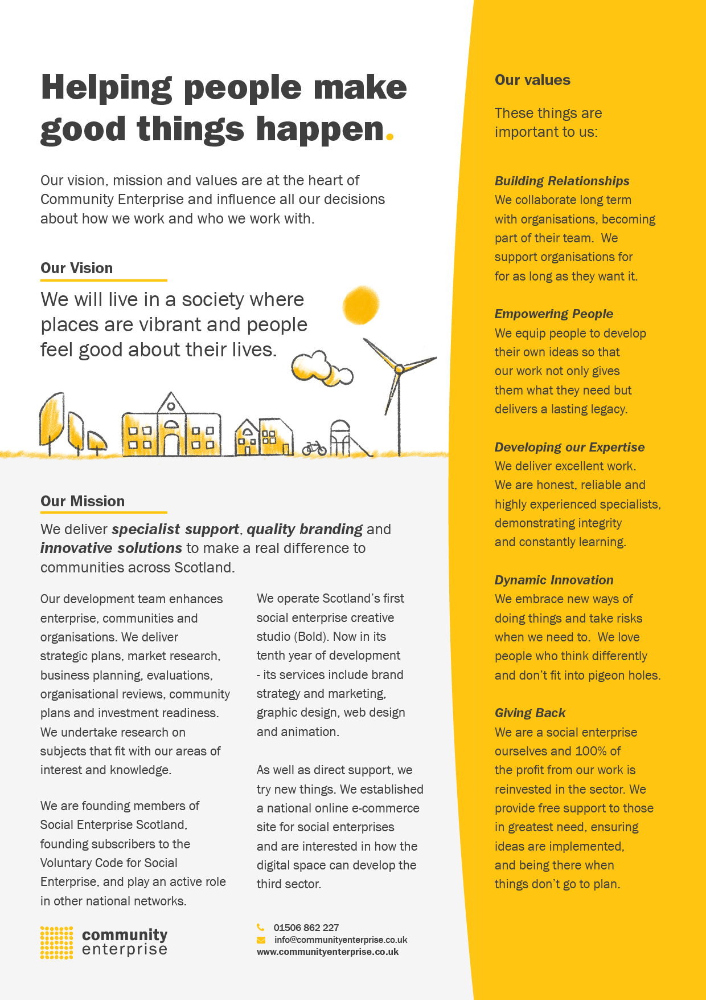 Helping people make
good things happen.
Our vision, mission and values are at the heart of
Community Enterprise and influence all our decisions
about how we work and who we work with.
Our Vision
We will live in a society where
places are vibrant and people
feel good about their lives.
Our Mission
We deliver specialist support, quality branding and
innovative solutions to make a real difference to
communities across Scotland.
Our development team enhances
enterprise, communities and
organisations. We deliver
strategic plans, market research,
business planning, evaluations,
organisational reviews, community
plans and investment readiness.
We undertake research on
subjects that fit with our areas of
interest and knowledge.
We are founding members of
Social Enterprise Scotland,
founding subscribers to the
Voluntary Code for Social
Enterprise, and play an active role
in other national networks.
We operate Scotland’s first
social enterprise creative
studio (Bold). Now in its
tenth year of development
- its services include brand
strategy and marketing,
graphic design, web design
and animation.
As well as direct support, we
try new things. We established
a national online e-commerce
site for social enterprises
and are interested in how the
digital space can develop the
third sector.
community
enterprise
01506 862 227
info@communityenterprise.co.uk
www.communityenterprise.co.uk
Our values
These things are
important to us:
Building Relationships
We collaborate long term
with organisations, becoming
part of their team.  We
support organisations for
for as long as they want it.
Empowering People
We equip people to develop
their own ideas so that
our work not only gives
them what they need but
delivers a lasting legacy.
Developing our Expertise
We deliver excellent work.
We are honest, reliable and
highly experienced specialists,
demonstrating integrity
and constantly learning.
Dynamic Innovation
We embrace new ways of
doing things and take risks
when we need to.  We love
people who think differently
and don’t fit into pigeon holes.
Giving Back
We are a social enterprise
ourselves and 100% of
the profit from our work is
reinvested in the sector. We
provide free support to those
in greatest need, ensuring
ideas are implemented,
and being there when
things don’t go to plan.